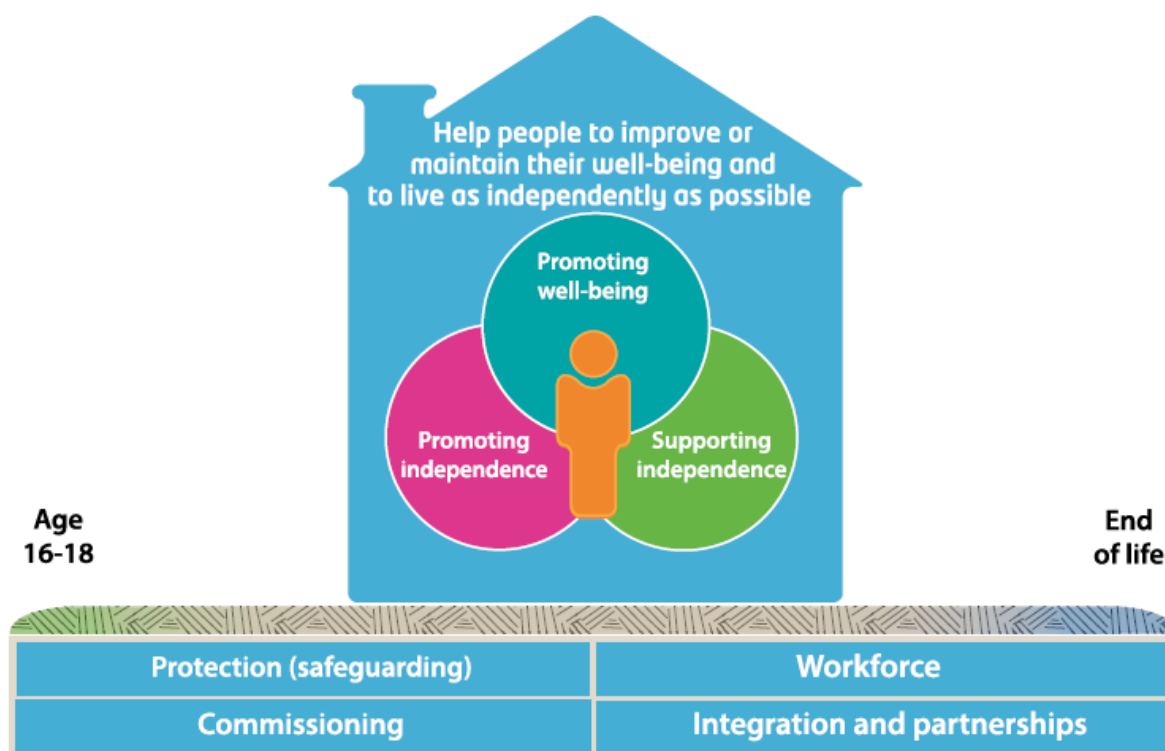 Help people to improve or
maintain their well-being and
to live as independently as possible
Promoting
well-being
Promoting
independence
Supporting
independence
Age
16-18
End
of life
Protection (safeguarding)
Workforce
Commissioning
Integration and partnerships